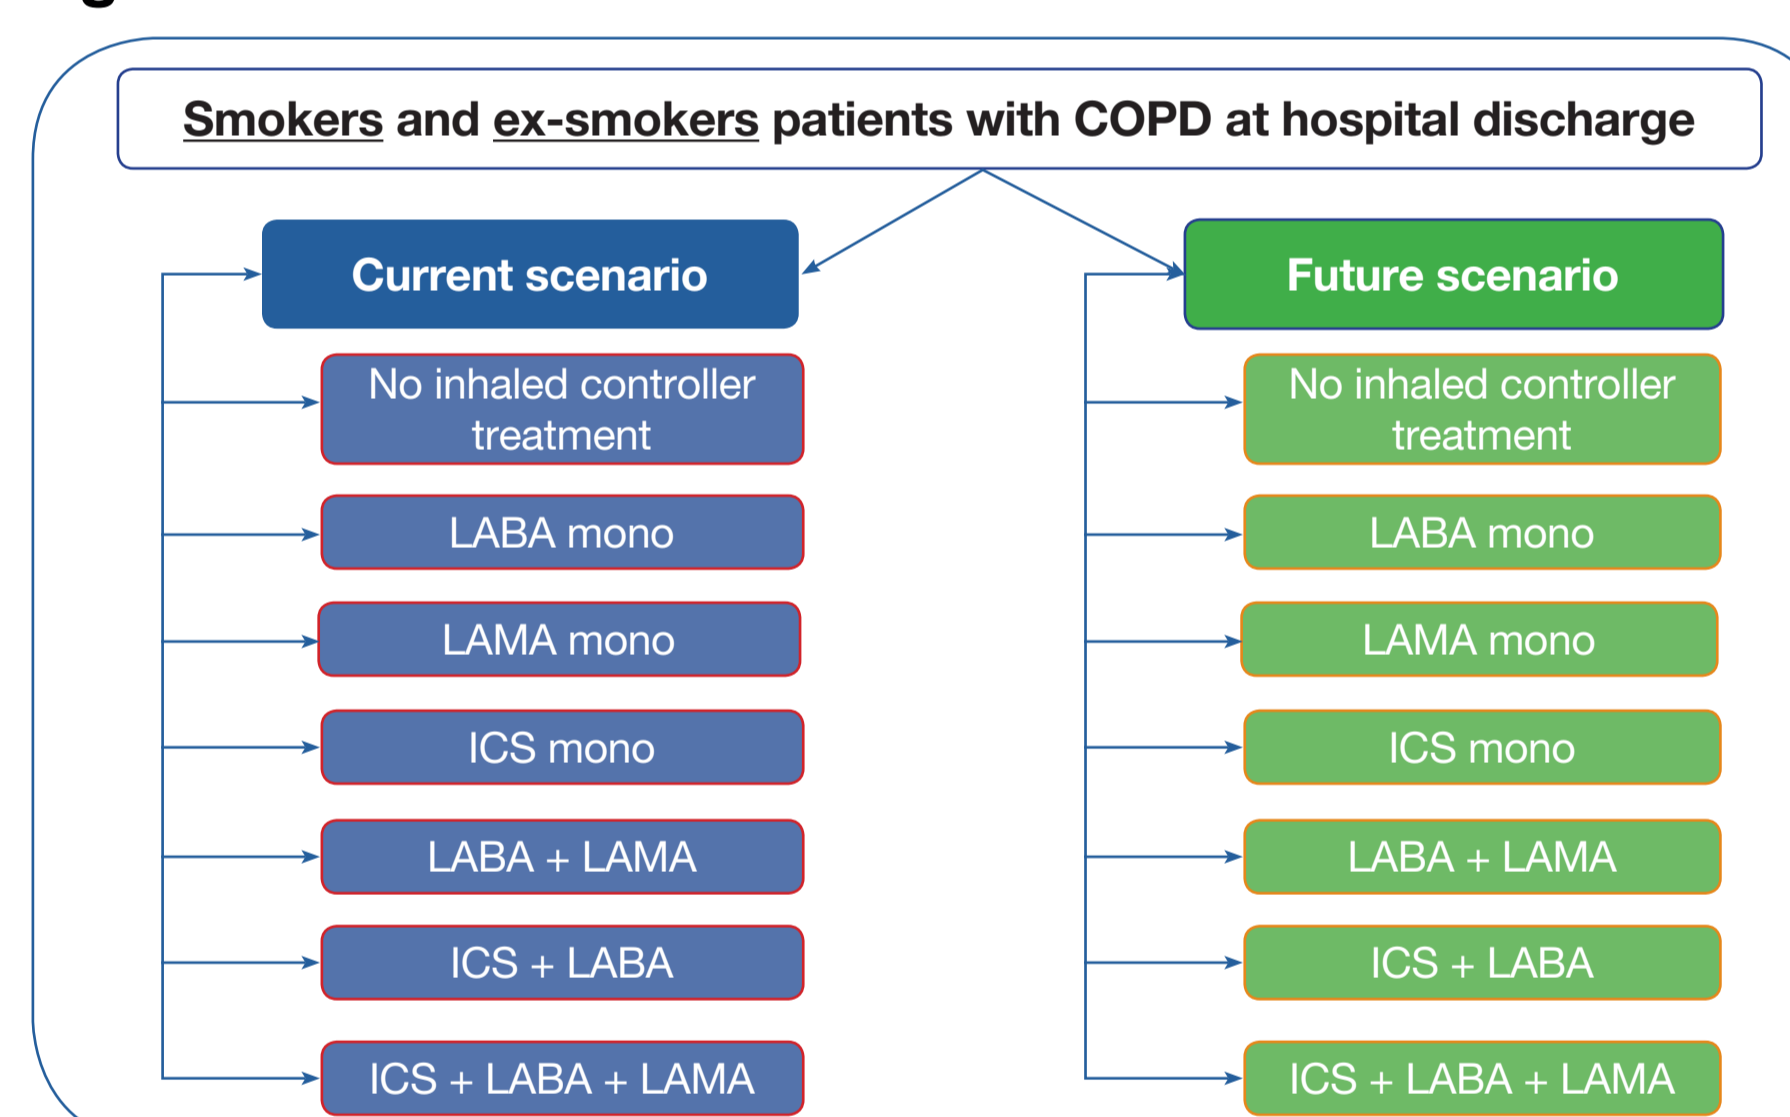 Smokers and ex-smokers patients with COPD at hospital discharge
Current scenario
No inhaled controller
treatment
LABA mono
LAMA mono
ICS mono
LABA + LAMA
ICS + LABA
ICS + LABA + LAMA
Future scenario
No inhaled controller
treatment
LABA mono
LAMA mono
ICS mono
LABA + LAMA
ICS + LABA
ICS + LABA + LAMA